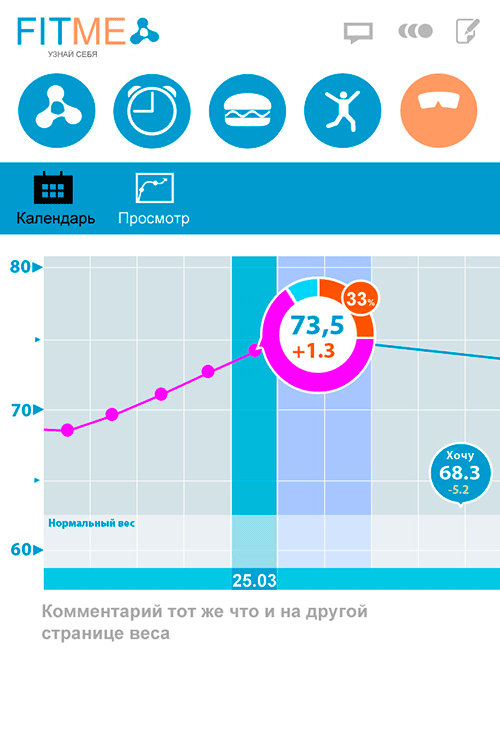 FITME
УЗНАЙ СЕБЯ
Календарь
Просмотр
80
33%
73,5
+1.3
70
Хочу
68.3
-5.2
Нормальный вес
60
25.03
Комментарий тот же что и на другой
странице веса